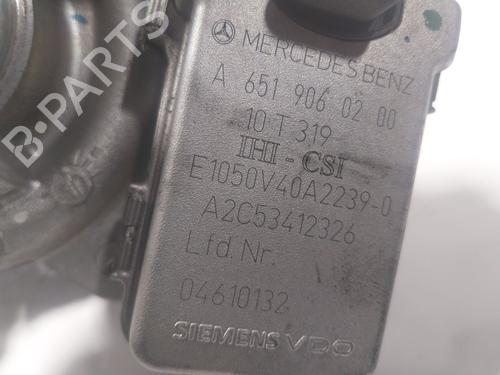 B-PARTS
MERCEDES BENZ
A 651 906 02 00
10 T 319
IHI - CSI
E1050V40A2239-0
A2C53412326
Lfd. Nr.
04610132
SIEMENS VDO